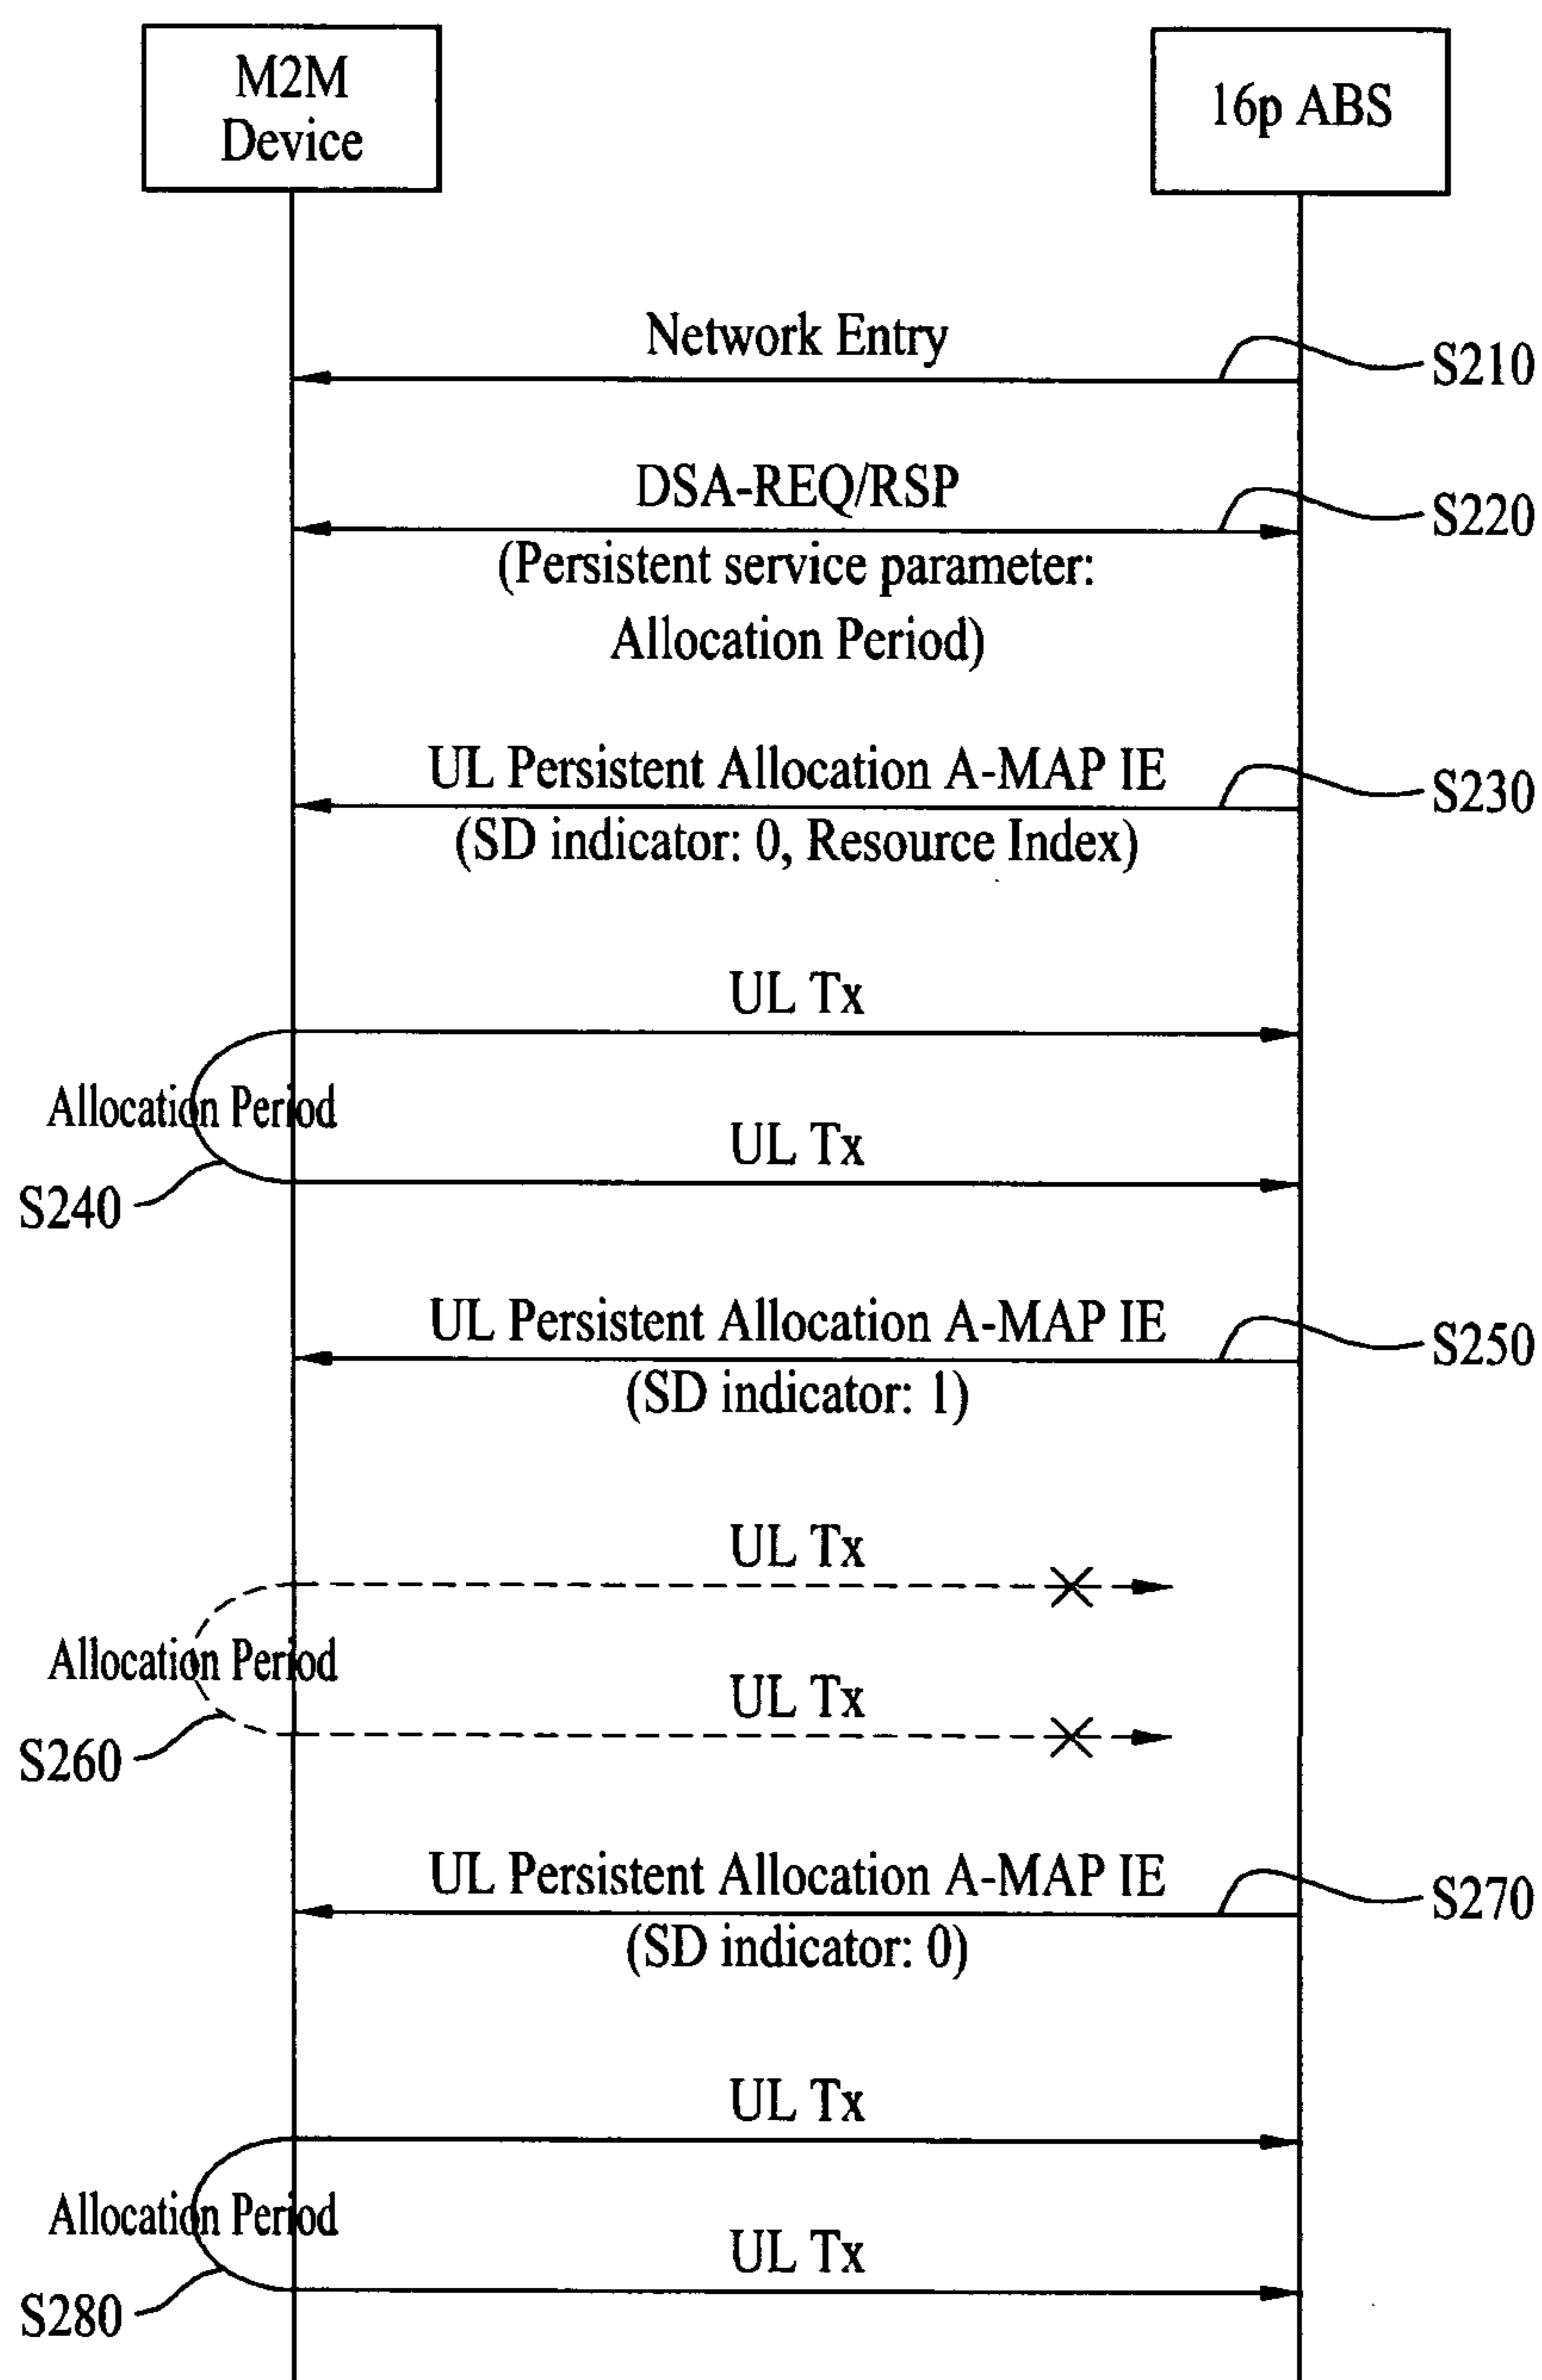 M2M
Device
16p ABS
Network Entry
S210
DSA-REQ/RSP
S220
(Persistent service parameter:
Allocation Period)
UL Persistent Allocation A-MAP IE
S230
(SD indicator: 0, Resource Index)
UL Tx
Allocation Period
UL Tx
S240
UL Persistent Allocation A-MAP IE
S250
(SD indicator: 1)
UL Tx
Allocation Period
UL Tx
S260
UL Persistent Allocation A-MAP IE
S270
(SD indicator: 0)
UL Tx
Allocation Period
UL Tx
S280